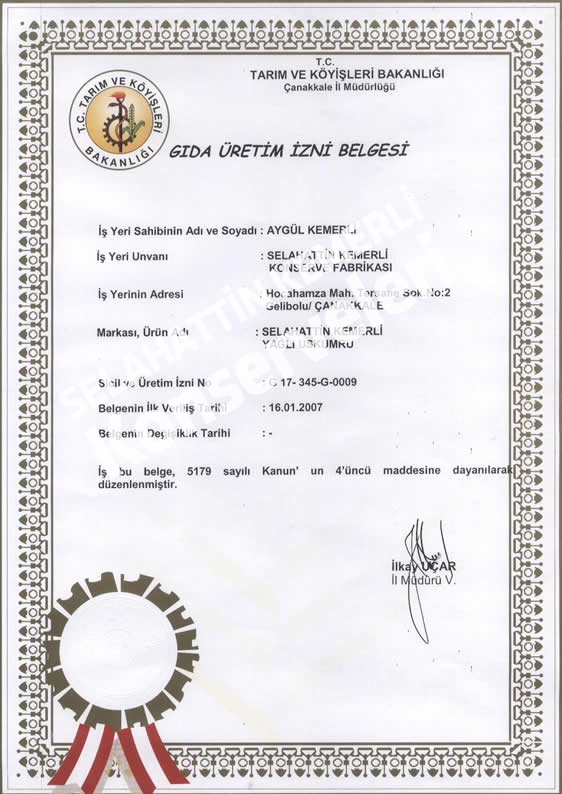 T.C.
TARIM VE KÖYİŞLERİ BAKANLIĞI
Çanakkale İl Müdürlüğü
T.C. TARIM VE KÖYİŞLERİ
BAKANLIĞI
GIDA ÜRETİM İZNİ BELGESİ
İş Yeri Sahibinin Adı ve Soyadı : AYGÜL KEMERLİ
İş Yeri Unvanı : SELAHATTİN KEMERLİ
KONSERVE FABRİKASI
İş Yerinin Adresi : Hocahamza Mah. Tersane Sok.No:2
Gelibolu/ ÇANAKKALE
Markası, Ürün Adı : SELAHATTİN KEMERLİ
YAĞLI USKUMRU
Sicil ve Üretim İzni No : G 17- 345-G-0009
Belgenin İlk Veriliş Tarihi : 16.01.2007
Belgenin Değişiklik Tarihi : -
İş bu belge, 5179 sayılı Kanun' un 4'üncü maddesine dayanılarak
düzenlenmiştir.
İlkay UÇAR
İl Müdürü V.
SELAHATTİN KEMERLİ